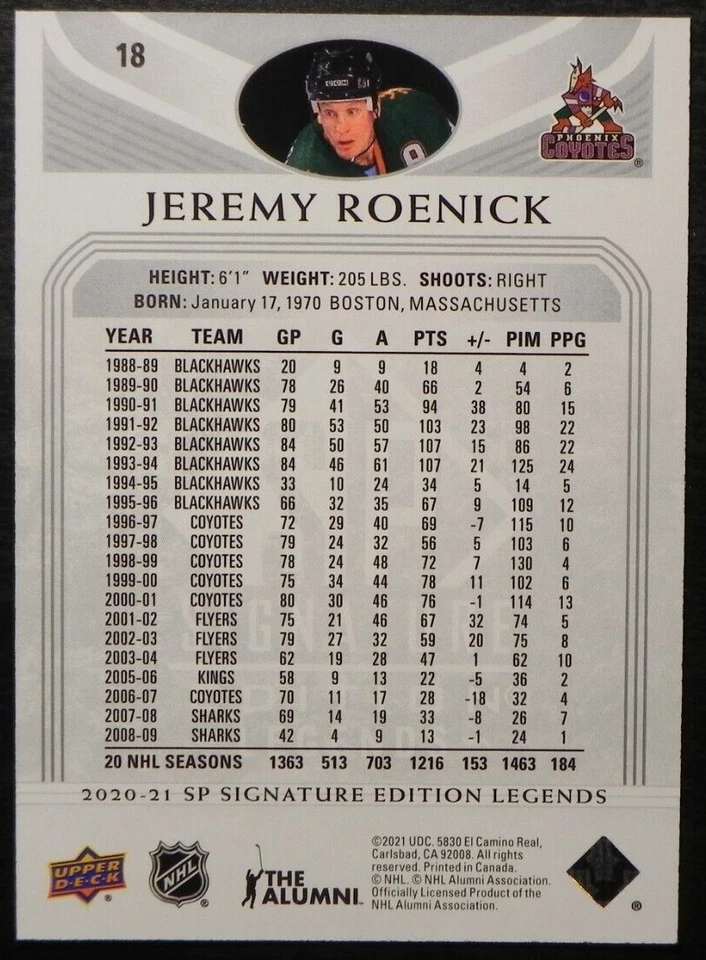 18
CCM
PHOENIX
COYOTES®
JEREMY ROENICK
HEIGHT: 6'1" WEIGHT: 205 LBS. SHOOTS: RIGHT
BORN: January 17, 1970 BOSTON, MASSACHUSETTS
YEAR TEAM GP G A PTS +/- PIM PPG
1988-89 BLACKHAWKS 20 9 9 18 4 4 2
1989-90 BLACKHAWKS 78 26 40 66 2 54 6
1990-91 BLACKHAWKS 79 41 53 94 38 80 15
1991-92 BLACKHAWKS 80 53 50 103 23 98 22
1992-93 BLACKHAWKS 84 50 57 107 15 86 22
1993-94 BLACKHAWKS 84 46 61 107 21 125 24
1994-95 BLACKHAWKS 33 10 24 34 5 14 5
1995-96 BLACKHAWKS 66 32 35 67 9 109 12
1996-97 COYOTES 72 29 40 69 -7 115 10
1997-98 COYOTES 79 24 32 56 5 103 6
1998-99 COYOTES 78 24 48 72 7 130 4
1999-00 COYOTES 75 34 44 78 11 102 6
2000-01 COYOTES 80 30 46 76 -1 114 13
2001-02 FLYERS 75 21 46 67 32 74 5
2002-03 FLYERS 79 27 32 59 20 75 8
2003-04 FLYERS 62 19 28 47 1 62 10
2005-06 KINGS 58 9 13 22 -5 36 2
2006-07 COYOTES 70 11 17 28 -18 32 4
2007-08 SHARKS 69 14 19 33 -8 26 7
2008-09 SHARKS 42 4 9 13 -1 24 1
20 NHL SEASONS 1363 513 703 1216 153 1463 184
2020-21 SP SIGNATURE EDITION LEGENDS
UPPER
D·E·C·K®
NHL®
THE
ALUMNI™
©2021 UDC. 5830 El Camino Real,
Carlsbad, CA 92008. All rights
reserved. Printed in Canada.
© NHL. © NHL Alumni Association.
Officially Licensed Product of the
NHL Alumni Association.
®